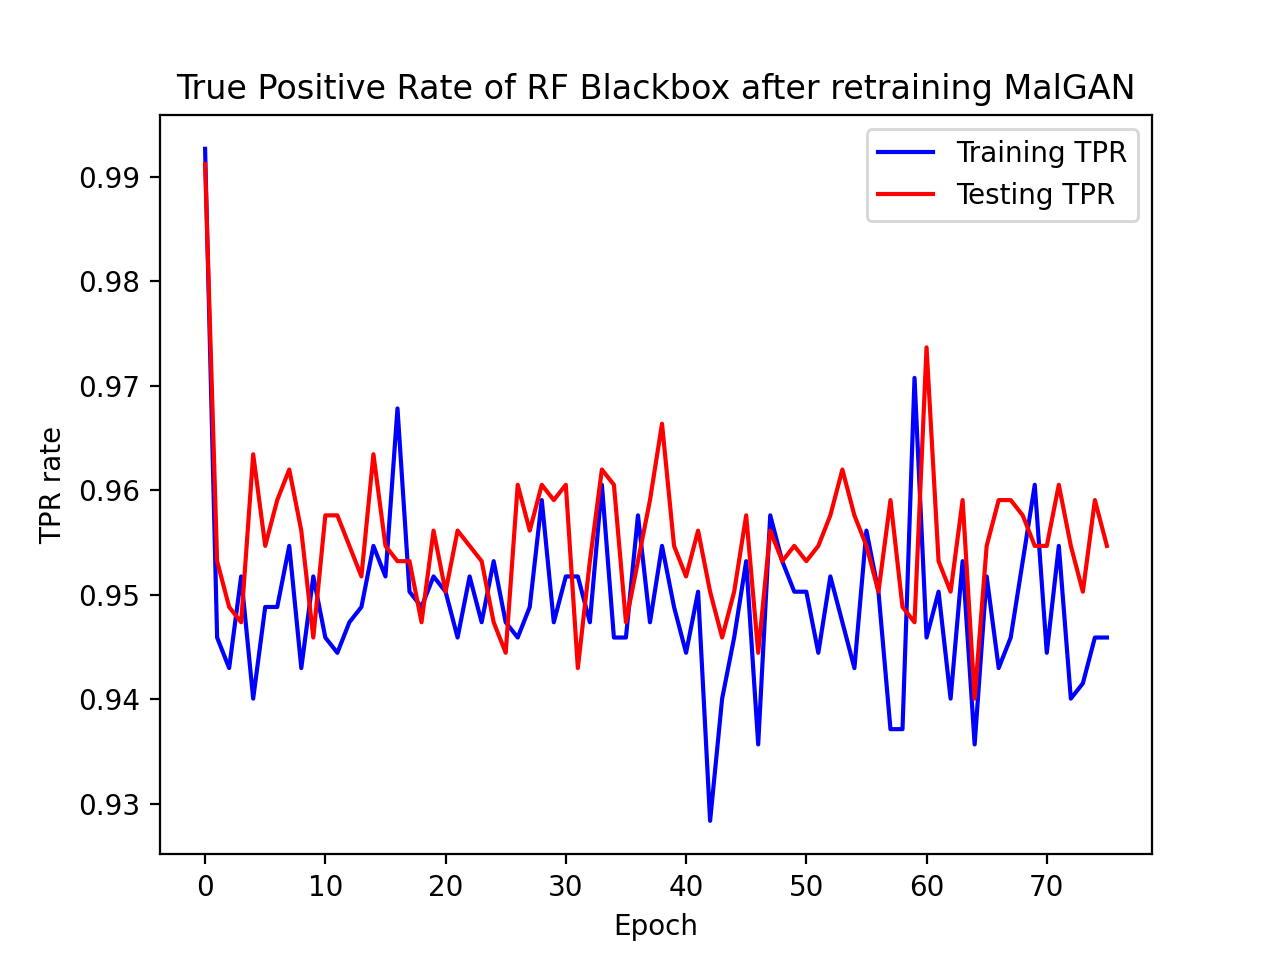 True Positive Rate of RF Blackbox after retraining MalGAN
Training TPR
Testing TPR
0.99
0.98
0.97
0.96
0.95
0.94
0.93
TPR rate
0 10 20 30 40 50 60 70
Epoch